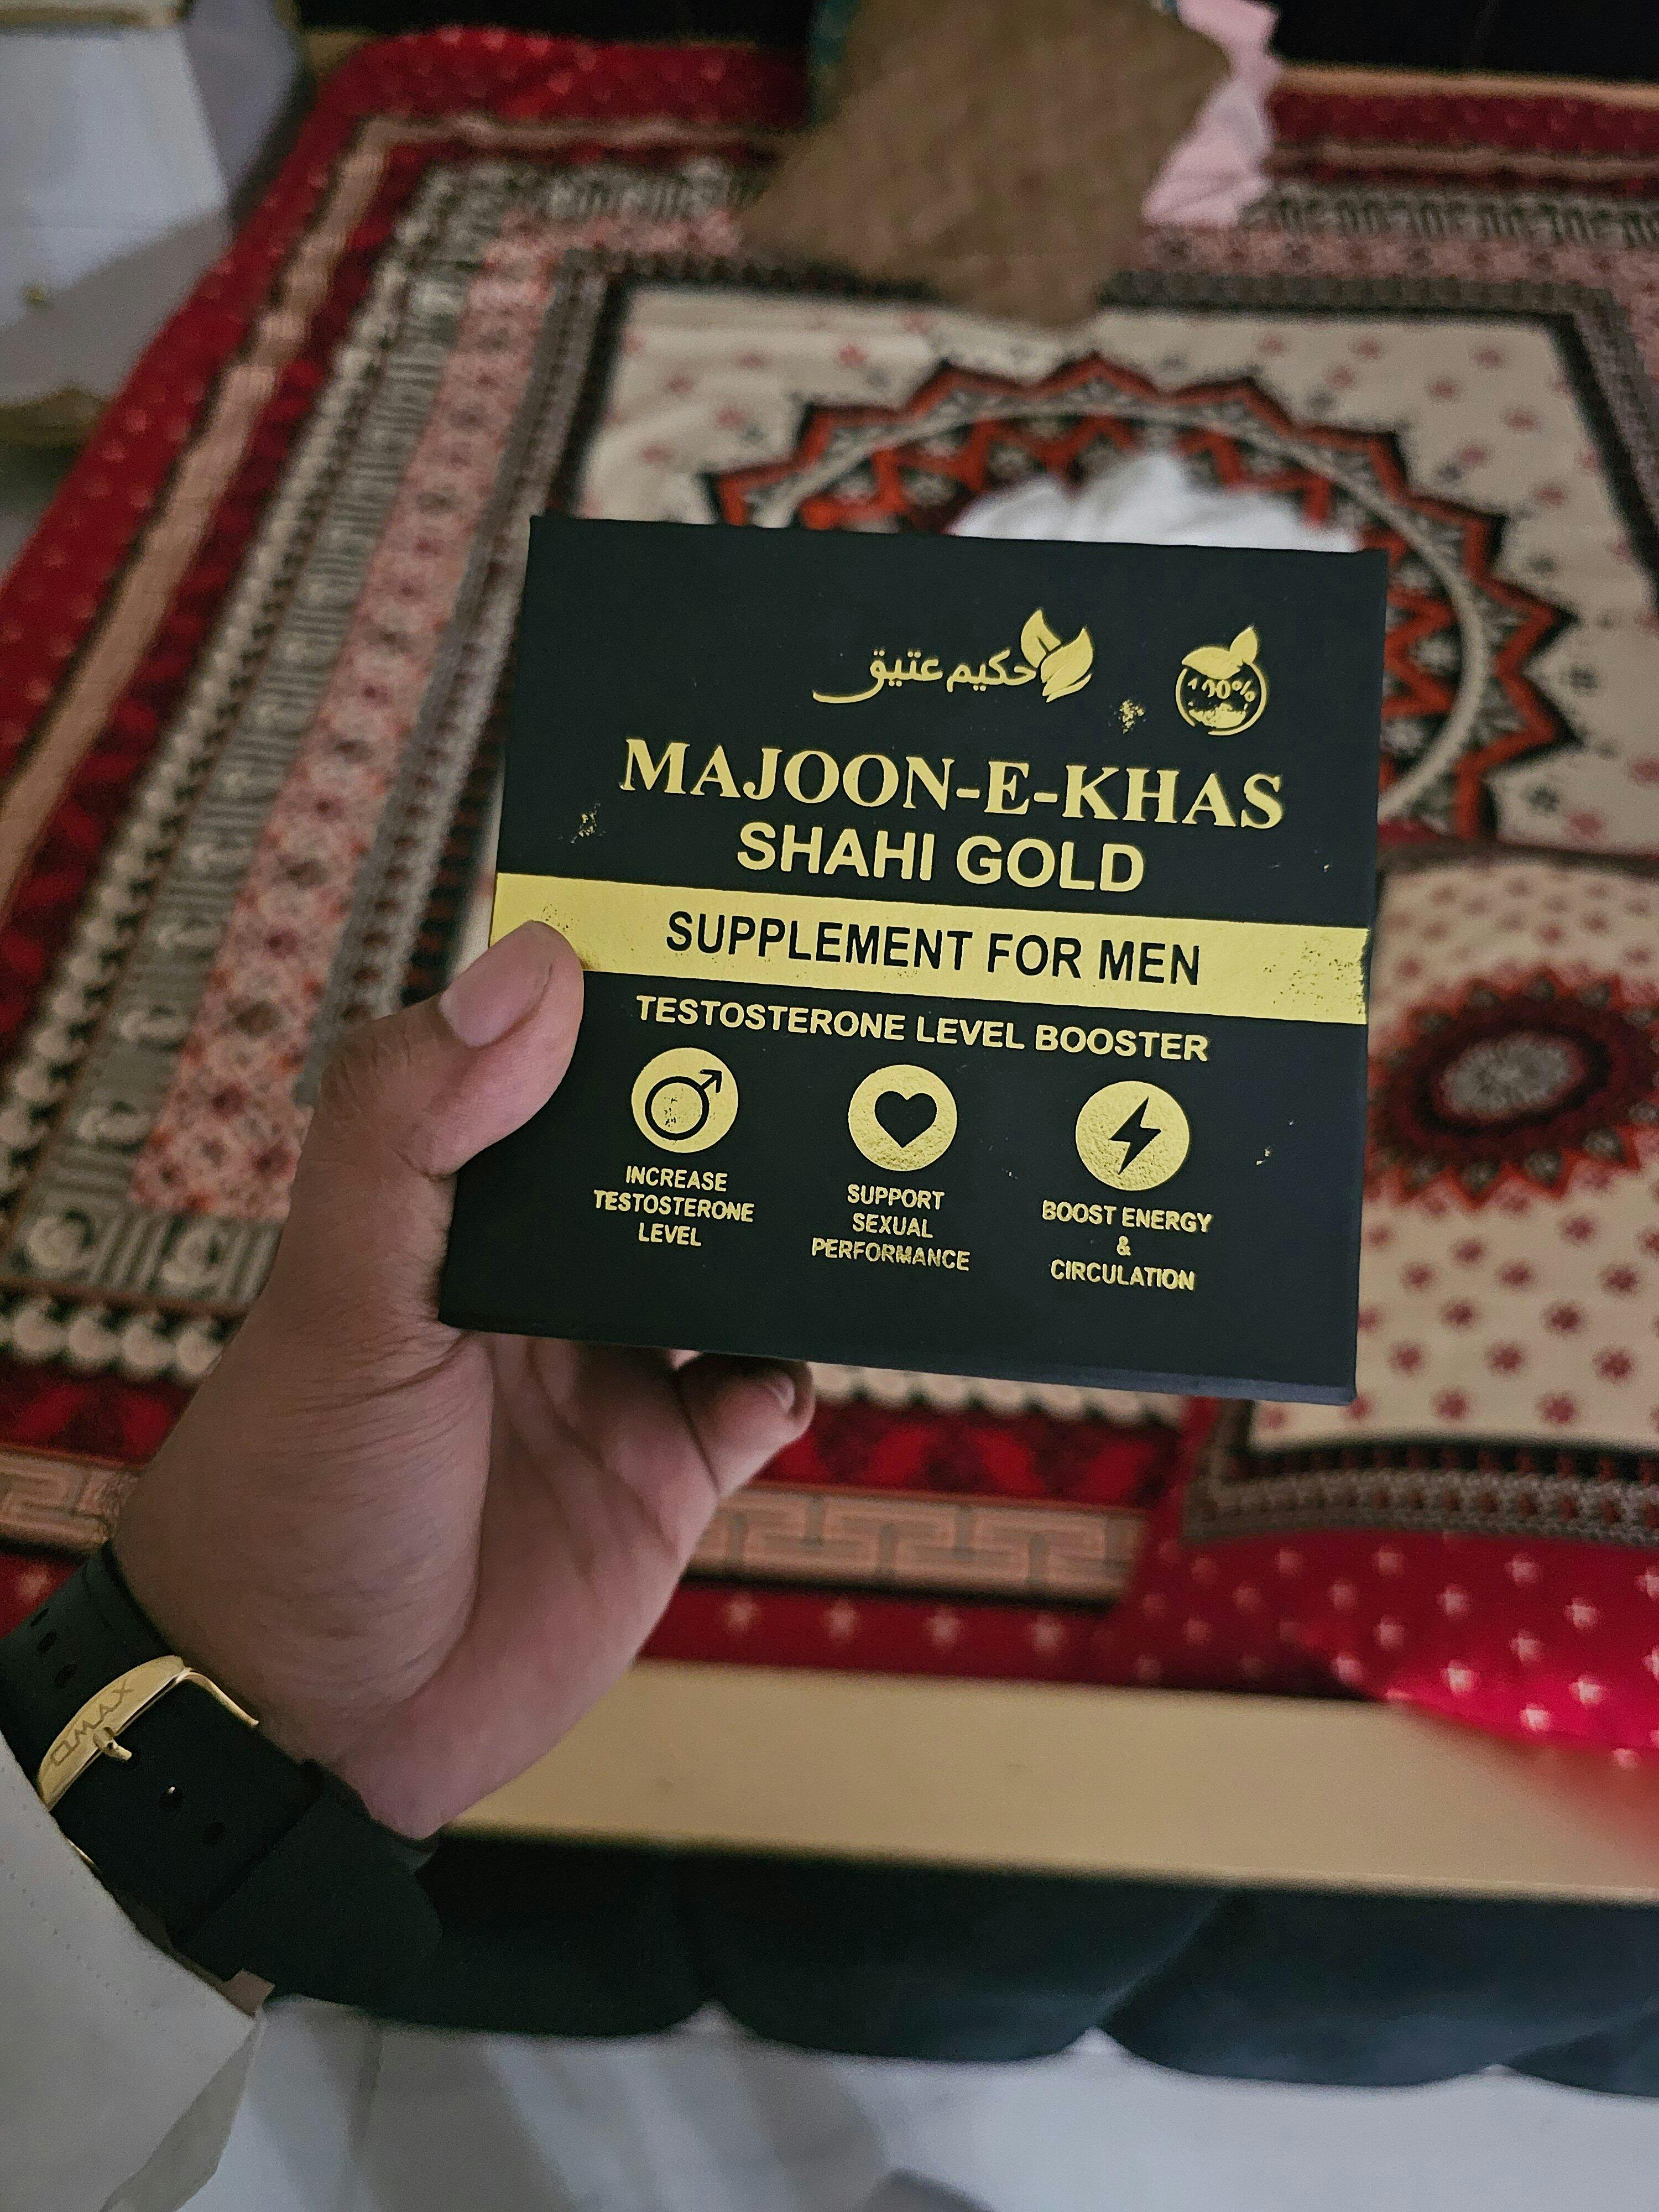 حکیم عتیق
100%
MAJOON-E-KHAS
SHAHI GOLD
SUPPLEMENT FOR MEN
TESTOSTERONE LEVEL BOOSTER
INCREASE
TESTOSTERONE
LEVEL
SUPPORT
SEXUAL
PERFORMANCE
BOOST ENERGY
&
CIRCULATION